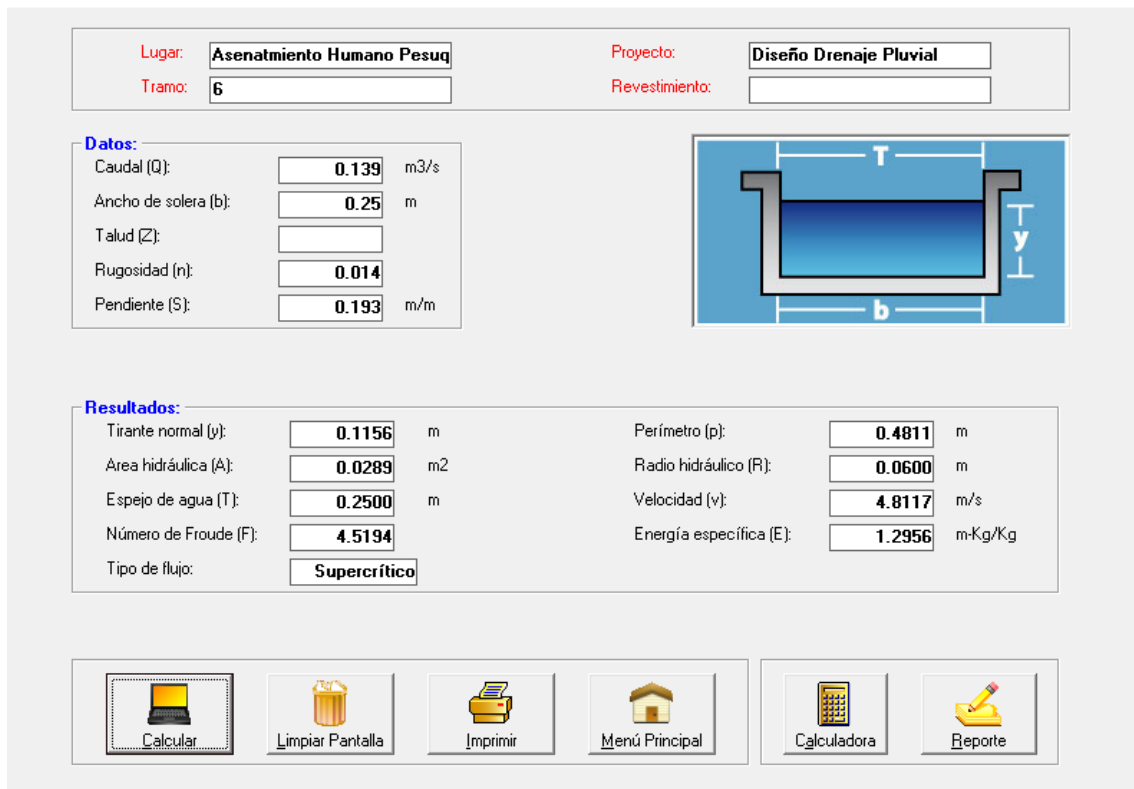 Lugar: Asenatmiento Humano Pesuq Proyecto: Diseño Drenaje Pluvial
Tramo: 6 Revestimiento:
Datos:
Caudal (Q): 0.139 m3/s
Ancho de solera (b): 0.25 m
Talud (Z):
Rugosidad (n): 0.014
Pendiente (S): 0.193 m/m
T
y
b
Resultados:
Tirante normal (y): 0.1156 m Perímetro (p): 0.4811 m
Area hidráulica (A): 0.0289 m2 Radio hidráulico (R): 0.0600 m
Espejo de agua (T): 0.2500 m Velocidad (v): 4.8117 m/s
Número de Froude (F): 4.5194 Energía específica (E): 1.2956 m-Kg/Kg
Tipo de flujo: Supercrítico
Calcular Limpiar Pantalla Imprimir Menú Principal Calculadora Reporte